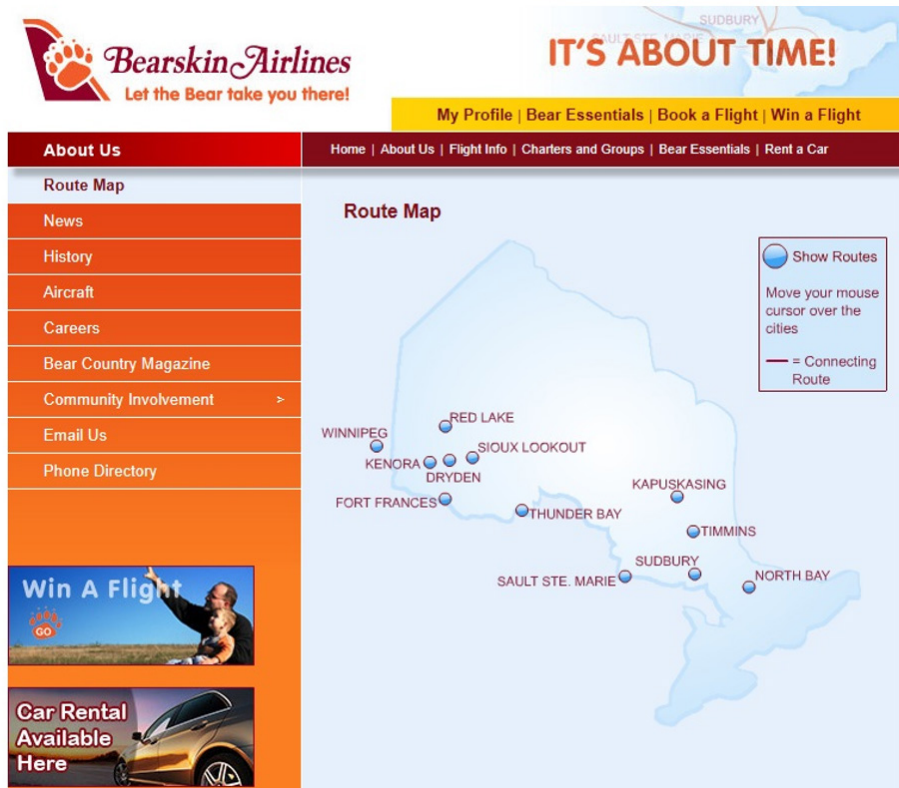 Bearskin Airlines
Let the Bear take you there!
SUDBURY
SAULT STE. MARIE
IT'S ABOUT TIME!
My Profile | Bear Essentials | Book a Flight | Win a Flight
About Us
Home | About Us | Flight Info | Charters and Groups | Bear Essentials | Rent a Car
Route Map
News
History
Aircraft
Careers
Bear Country Magazine
Community Involvement >
Email Us
Phone Directory
Win A Flight
GO
Car Rental
Available
Here
Route Map
Show Routes
Move your mouse
cursor over the
cities
= Connecting
Route
RED LAKE
WINNIPEG
SIOUX LOOKOUT
KENORA
DRYDEN
KAPUSKASING
FORT FRANCES
THUNDER BAY
TIMMINS
SUDBURY
SAULT STE. MARIE
NORTH BAY